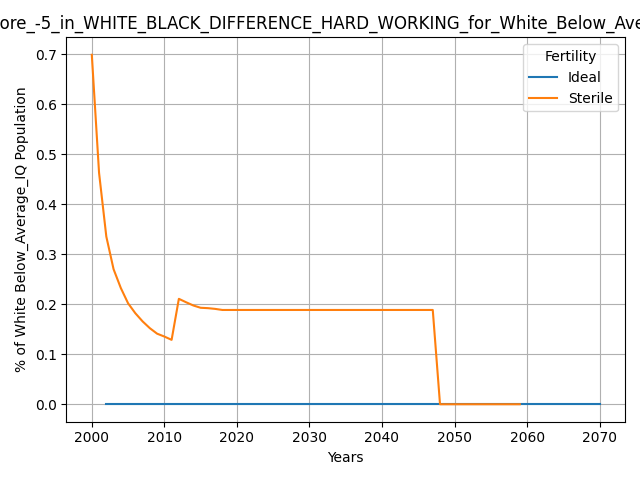 ore_-5_in_WHITE_BLACK_DIFFERENCE_HARD_WORKING_for_White_Below_Ave
Fertility
Ideal
Sterile
% of White Below_Average_IQ Population
0.7
0.6
0.5
0.4
0.3
0.2
0.1
0.0
2000 2010 2020 2030 2040 2050 2060 2070
Years